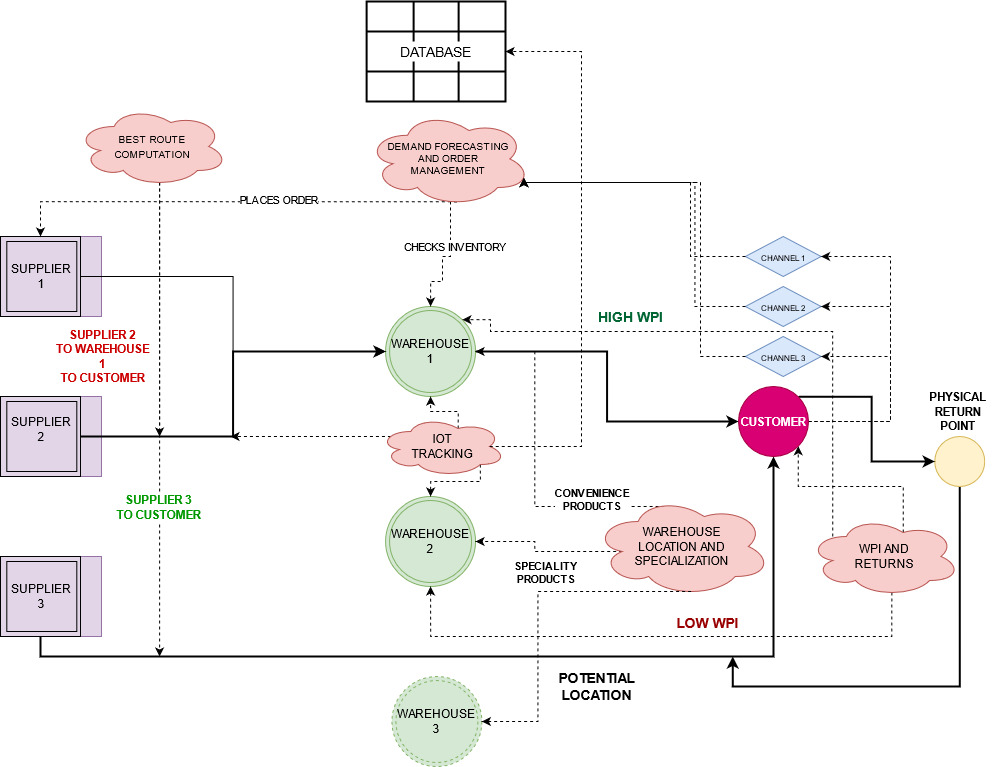 DATABASE
BEST ROUTE
COMPUTATION
DEMAND FORECASTING
AND ORDER
MANAGEMENT
PLACES ORDER
CHECKS INVENTORY
SUPPLIER
1
CHANNEL 1
CHANNEL 2
CHANNEL 3
HIGH WPI
SUPPLIER 2
TO WAREHOUSE
1
TO CUSTOMER
WAREHOUSE
1
SUPPLIER
2
IOT
TRACKING
CUSTOMER
PHYSICAL
RETURN
POINT
SUPPLIER 3
TO CUSTOMER
CONVENIENCE
PRODUCTS
WAREHOUSE
2
WAREHOUSE
LOCATION AND
SPECIALIZATION
WPI AND
RETURNS
SPECIALITY
PRODUCTS
SUPPLIER
3
LOW WPI
POTENTIAL
LOCATION
WAREHOUSE
3